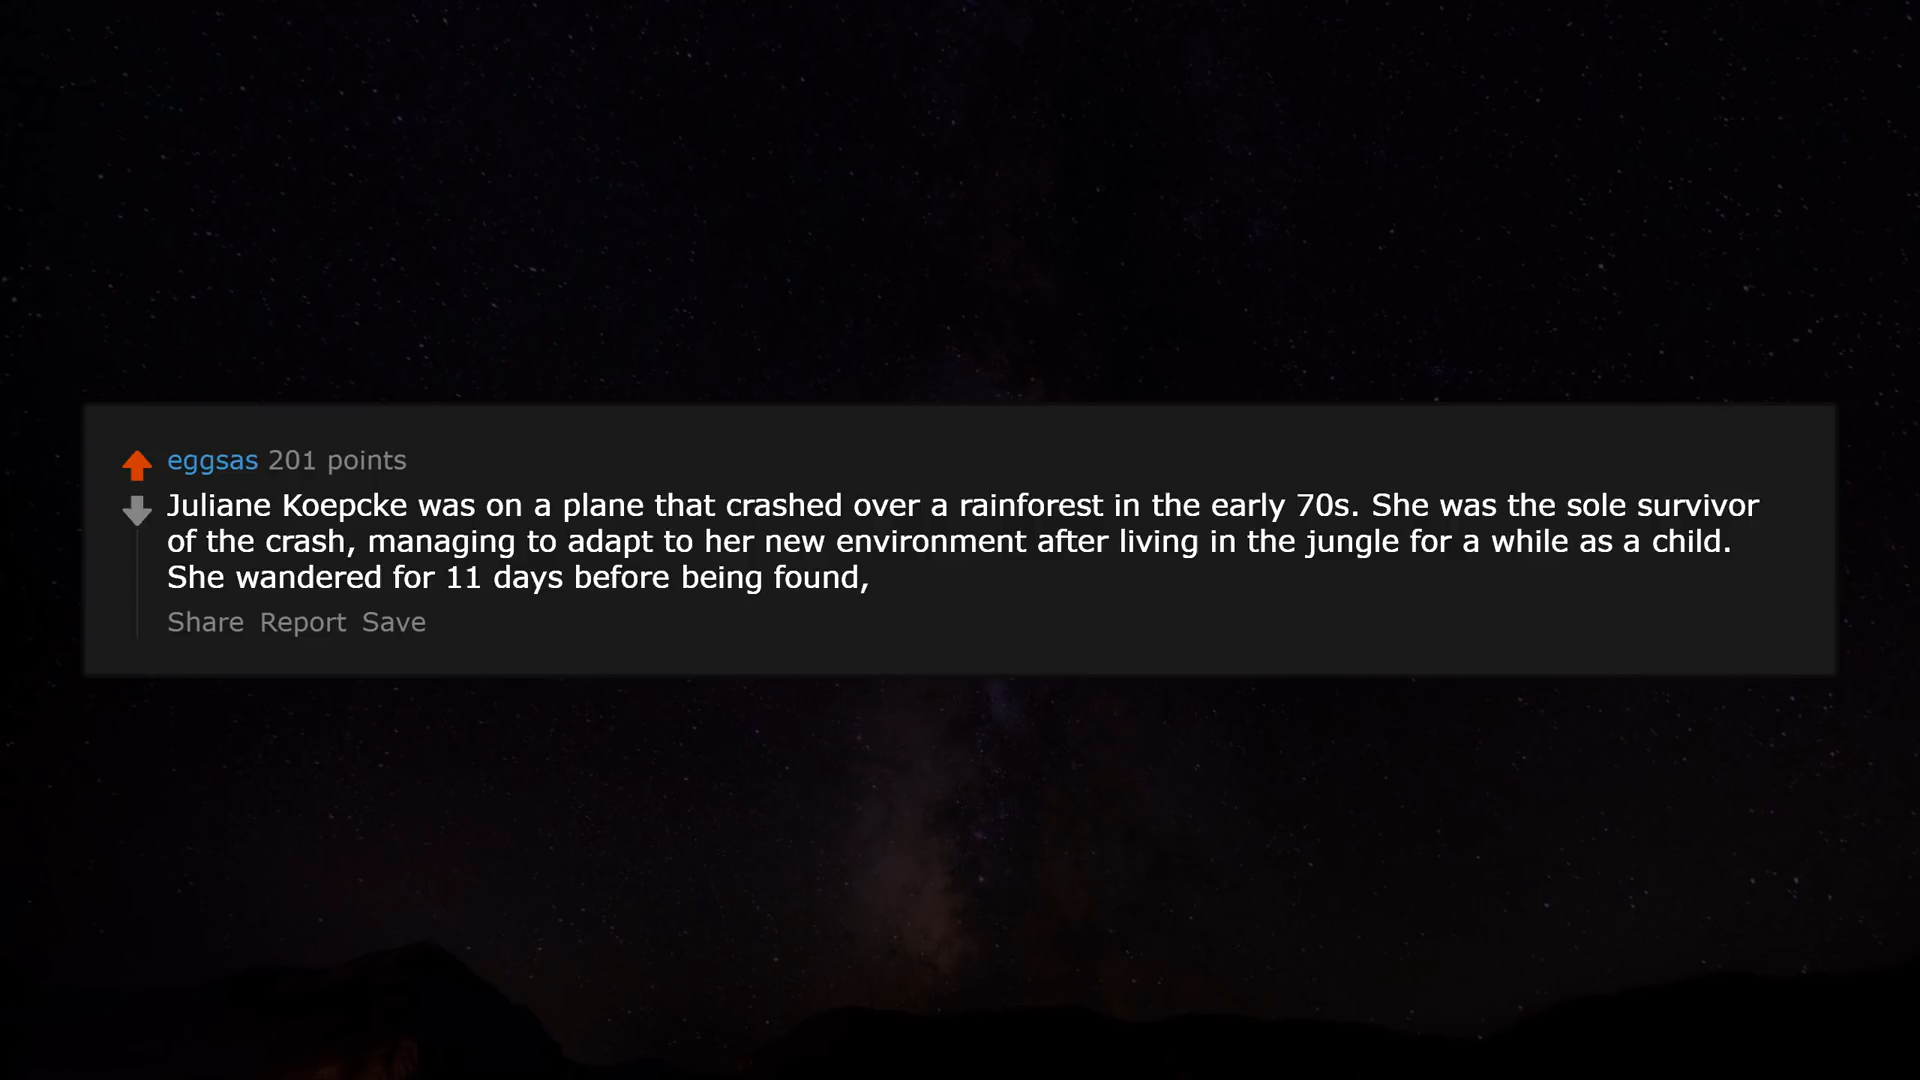 eggsas 201 points
Juliane Koepcke was on a plane that crashed over a rainforest in the early 70s. She was the sole survivor
of the crash, managing to adapt to her new environment after living in the jungle for a while as a child.
She wandered for 11 days before being found,
Share Report Save